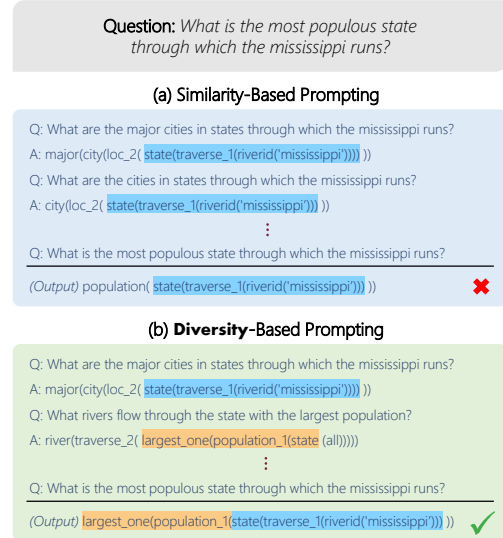 Question: What is the most populous state
through which the mississippi runs?
(a) Similarity-Based Prompting
Q: What are the major cities in states through which the mississippi runs?
A: major(city(loc_2( state(traverse_1(riverid('mississippi')))) ))
Q: What are the cities in states through which the mississippi runs?
A: city(loc_2( state(traverse_1(riverid('mississippi'))) ))
⋮
Q: What is the most populous state through which the mississippi runs?
(Output) population( state(traverse_1(riverid('mississippi'))) ))
(b) Diversity-Based Prompting
Q: What are the major cities in states through which the mississippi runs?
A: major(city(loc_2( state(traverse_1(riverid('mississippi')))) ))
Q: What rivers flow through the state with the largest population?
A: river(traverse_2( largest_one(population_1(state (all)))))
⋮
Q: What is the most populous state through which the mississippi runs?
(Output) largest_one(population_1(state(traverse_1(riverid('mississippi'))) ))